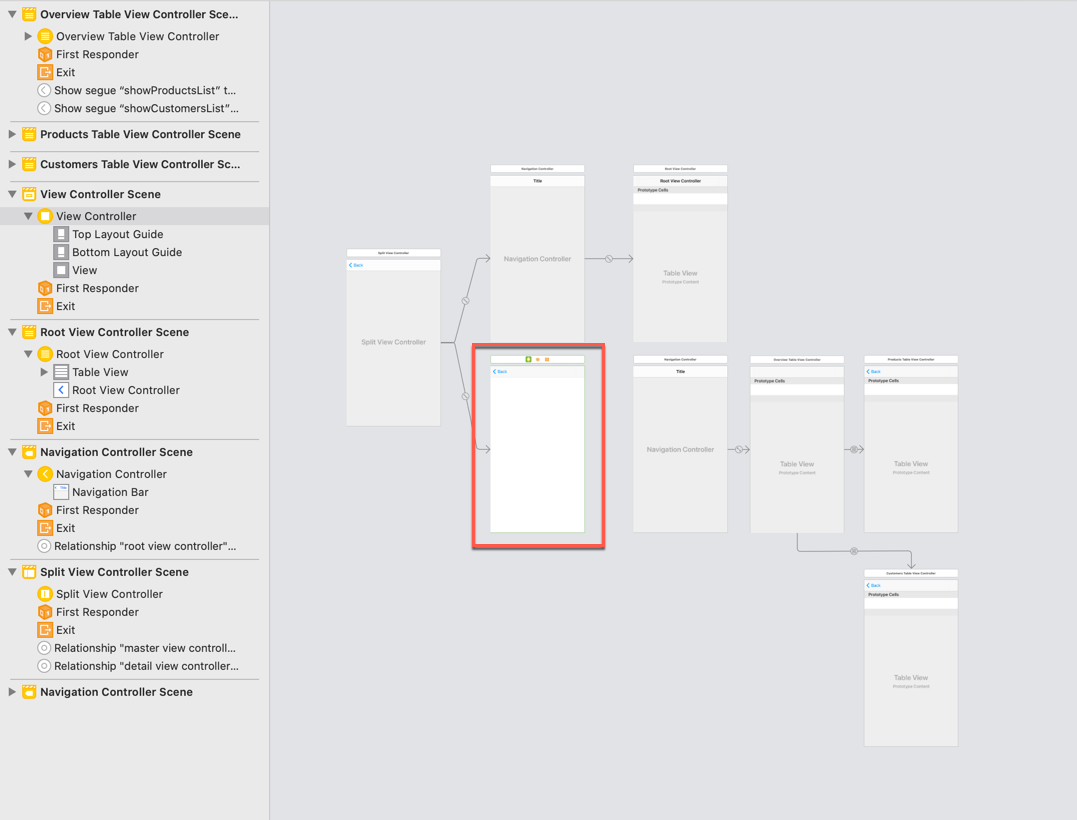 Overview Table View Controller Sce...
Overview Table View Controller
First Responder
Exit
Show segue “showProductsList” t...
Show segue “showCustomersList”...
Products Table View Controller Scene
Customers Table View Controller Sc...
View Controller Scene
View Controller
Top Layout Guide
Bottom Layout Guide
View
First Responder
Exit
Root View Controller Scene
Root View Controller
Table View
Root View Controller
First Responder
Exit
Navigation Controller Scene
Navigation Controller
Navigation Bar
First Responder
Exit
Relationship "root view controller"...
Split View Controller Scene
Split View Controller
First Responder
Exit
Relationship "master view controll...
Relationship "detail view controller...
Navigation Controller Scene
Split View Controller
Back
Split View Controller
Navigation Controller
Title
Navigation Controller
Root View Controller
Root View Controller
Prototype Cells
Table View
Prototype Content
Back
Navigation Controller
Title
Navigation Controller
Overview Table View Controller
Prototype Cells
Table View
Prototype Content
Products Table View Controller
Back
Prototype Cells
Table View
Prototype Content
Customers Table View Controller
Back
Prototype Cells
Table View
Prototype Content